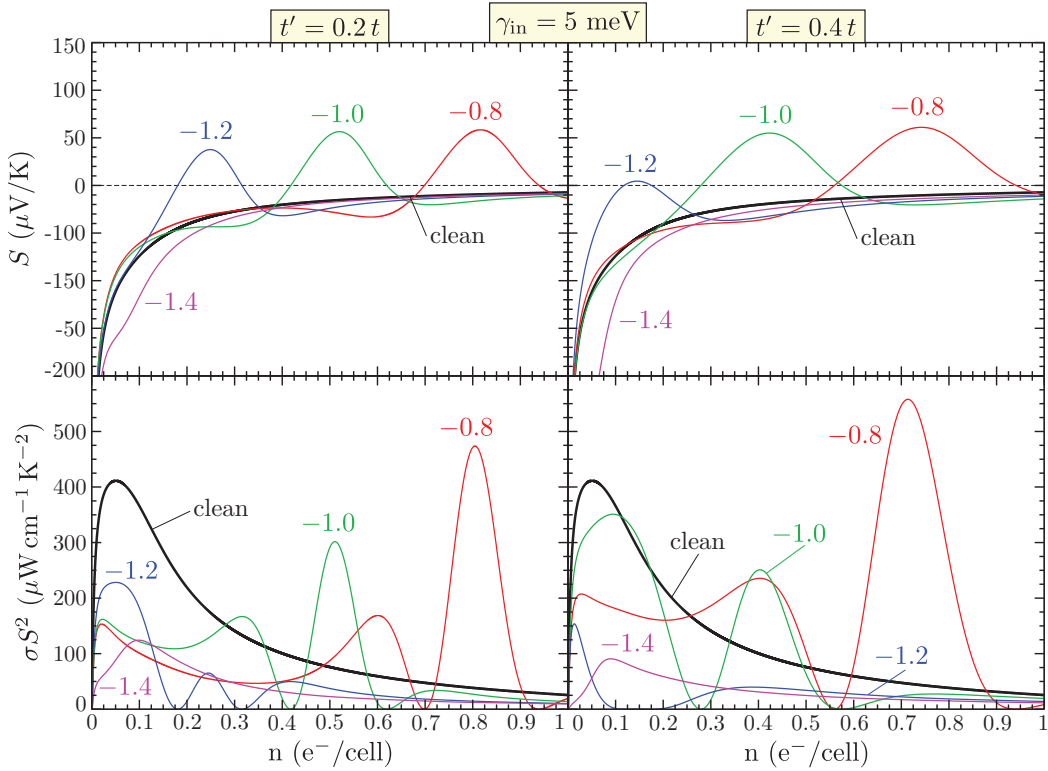 t′ = 0.2 t
γin = 5 meV
t′ = 0.4 t
150
100
50
0
-100
-150
-50
-200
S (μV/K)
−1.2
−1.0
−0.8
clean
−1.4
−1.2
−1.0
−0.8
clean
−1.4
500
400
300
200
100
0
σS² (μW cm⁻¹ K⁻²)
clean
−1.2
−1.4
−1.0
−0.8
clean
−1.0
−0.8
−1.4
−1.2
0 0.1 0.2 0.3 0.4 0.5 0.6 0.7 0.8 0.9 1 0.1 0.2 0.3 0.4 0.5 0.6 0.7 0.8 0.9 1
n (e⁻/cell) n (e⁻/cell)